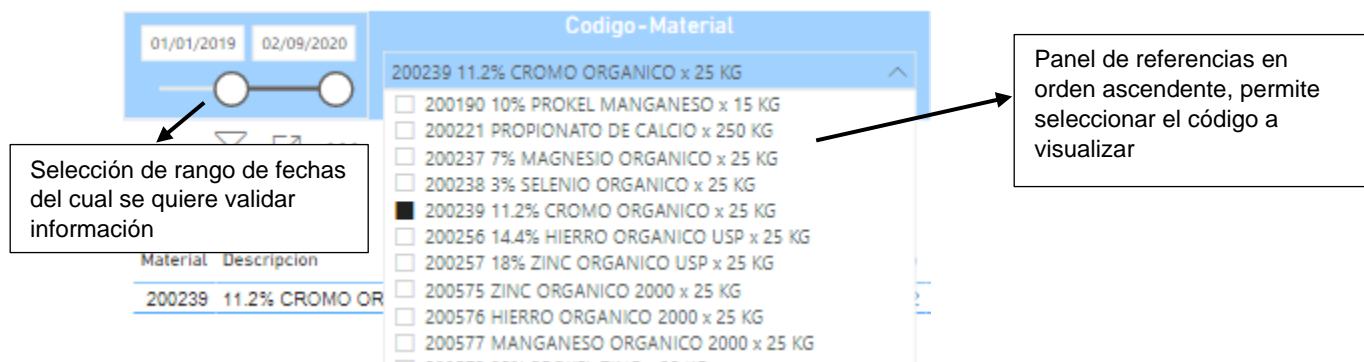 Codigo-Material
01/01/2019 02/09/2020
200239 11.2% CROMO ORGANICO x 25 KG
200190 10% PROKEL MANGANESO x 15 KG
200221 PROPIONATO DE CALCIO x 250 KG
200237 7% MAGNESIO ORGANICO x 25 KG
200238 3% SELENIO ORGANICO x 25 KG
200239 11.2% CROMO ORGANICO x 25 KG
200256 14.4% HIERRO ORGANICO USP x 25 KG
200257 18% ZINC ORGANICO USP x 25 KG
200575 ZINC ORGANICO 2000 x 25 KG
200576 HIERRO ORGANICO 2000 x 25 KG
200577 MANGANESO ORGANICO 2000 x 25 KG
Panel de referencias en
orden ascendente, permite
seleccionar el código a
visualizar
Selección de rango de fechas
del cual se quiere validar
información
Material Descripcion
200239 11.2% CROMO OR